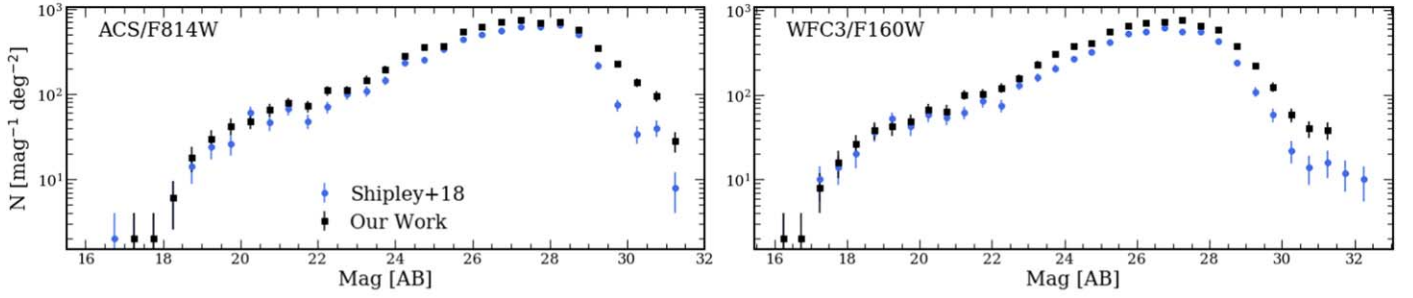 ACS/F814W
N [mag⁻¹ deg⁻²]
10³
10²
10¹
Shipley+18
Our Work
16 18 20 22 24 26 28 30 32
Mag [AB]
WFC3/F160W
10³
10²
10¹
16 18 20 22 24 26 28 30 32
Mag [AB]